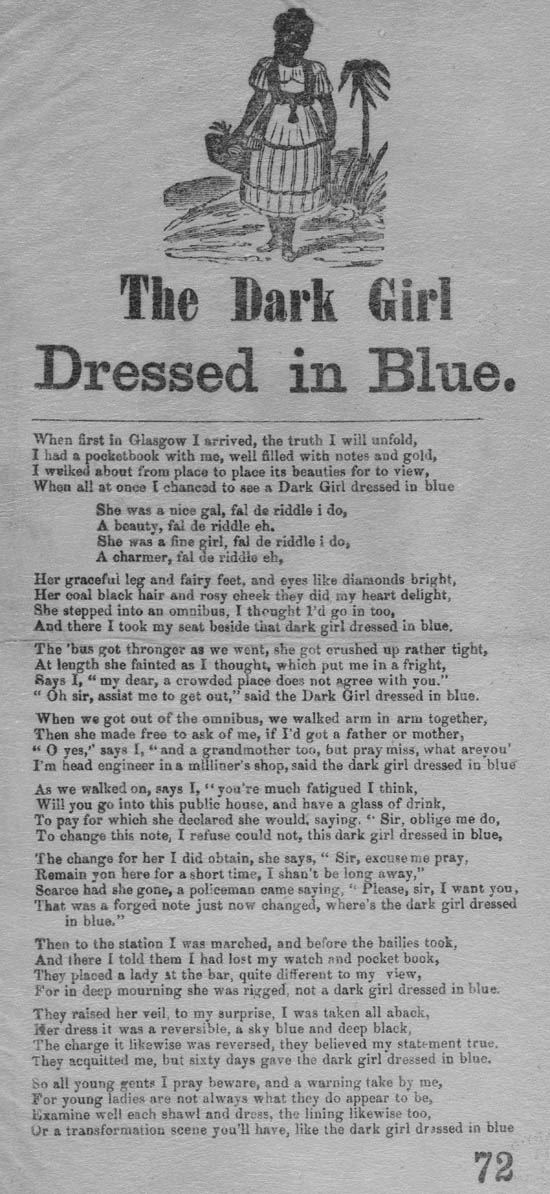 The Dark Girl
Dressed in Blue.
When first in Glasgow I arrived, the truth I will unfold,
I had a pocketbook with me, well filled with notes and gold,
I walked about from place to place its beauties for to view,
When all at once I chanced to see a Dark Girl dressed in blue
She was a nice gal, fal de riddle i do,
A beauty, fal de riddle eh.
She was a fine girl, fal de riddle i do,
A charmer, fal de riddle eh,
Her graceful leg and fairy feet, and eyes like diamonds bright,
Her coal black hair and rosy cheek they did my heart delight,
She stepped into an omnibus, I thought I'd go in too,
And there I took my seat beside that dark girl dressed in blue.
The 'bus got thronger as we went, she got crushed up rather tight,
At length she fainted as I thought, which put me in a fright,
Says I, “ my dear, a crowded place does not agree with you.”
“ Oh sir, assist me to get out,” said the Dark Girl dressed in blue.
When we got out of the omnibus, we walked arm in arm together,
Then she made free to ask of me, if I'd got a father or mother,
“ O yes,” says I, “ and a grandmother too, but pray miss, what areyou'
I'm head engineer in a milliner's shop, said the dark girl dressed in blue
As we walked on, says I, “ you're much fatigued I think,
Will you go into this public house, and have a glass of drink,
To pay for which she declared she would, saying, “ Sir, oblige me do,
To change this note, I refuse could not, this dark girl dressed in blue,
The change for her I did obtain, she says, “ Sir, excuse me pray,
Remain yon here for a short time, I shan't be long away,”
Scarce had she gone, a policeman came saying, “ Please, sir, I want you,
That was a forged note just now changed, where's the dark girl dressed
in blue.”
Then to the station I was marched, and before the bailies took,
And there I told them I had lost my watch and pocket book,
They placed a lady at the bar, quite different to my view,
For in deep mourning she was rigged, not a dark girl dressed in blue.
They raised her veil, to my surprise, I was taken all aback,
Her dress it was a reversible, a sky blue and deep black,
The charge it likewise was reversed, they believed my statement true.
They acquitted me, but sixty days gave the dark girl dressed in blue.
So all young gents I pray beware, and a warning take by me,
For young ladies are not always what they do appear to be,
Examine well each shawl and dress, the lining likewise too,
Or a transformation scene you'll have, like the dark girl dressed in blue
72